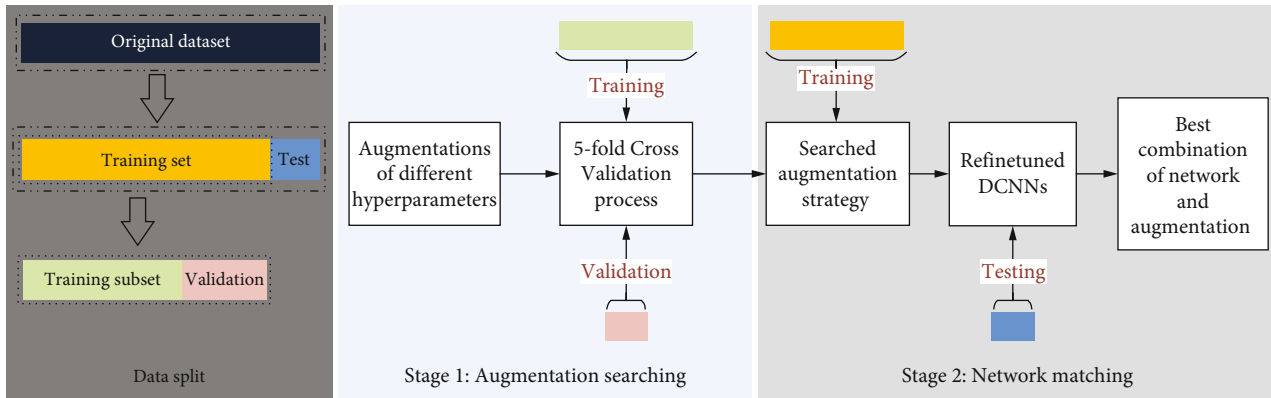 Original dataset
Training set
Test
Training subset
Validation
Data split
Training
Augmentations
of different
hyperparameters
5-fold Cross
Validation
process
Validation
Stage 1: Augmentation searching
Training
Searched
augmentation
strategy
Refinetuned
DCNNs
Testing
Best
combination
of network
and
augmentation
Stage 2: Network matching